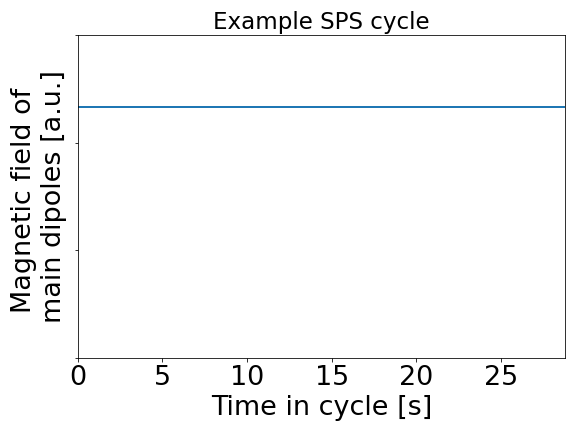 Example SPS cycle
Magnetic field of
main dipoles [a.u.]
0 5 10 15 20 25
Time in cycle [s]